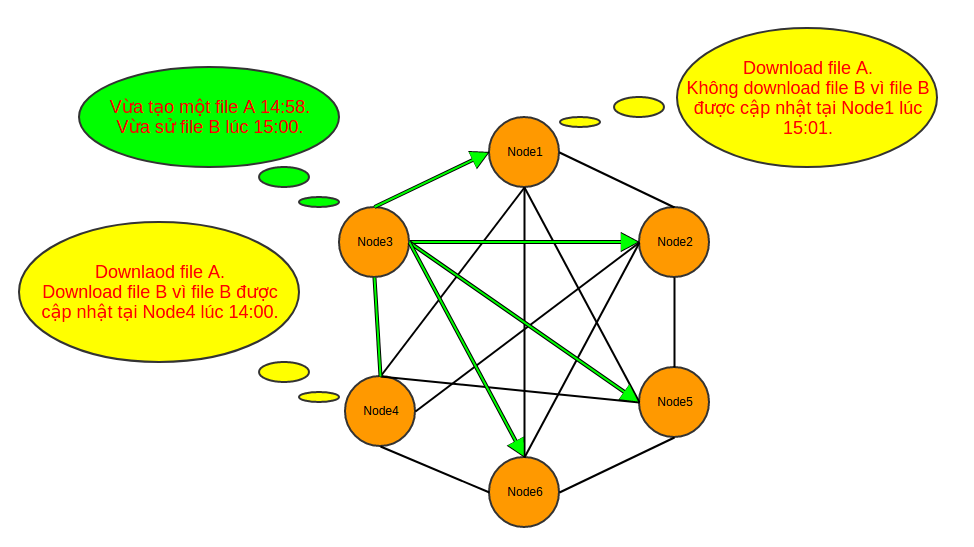 Download file A.
Không download file B vì file B
được cập nhật tại Node1 lúc
15:01.
Vừa tạo một file A 14:58.
Vừa sử file B lúc 15:00.
Node1
Node3
Node2
Downlaod file A.
Download file B vì file B được
cập nhật tại Node4 lúc 14:00.
Node4
Node5
Node6